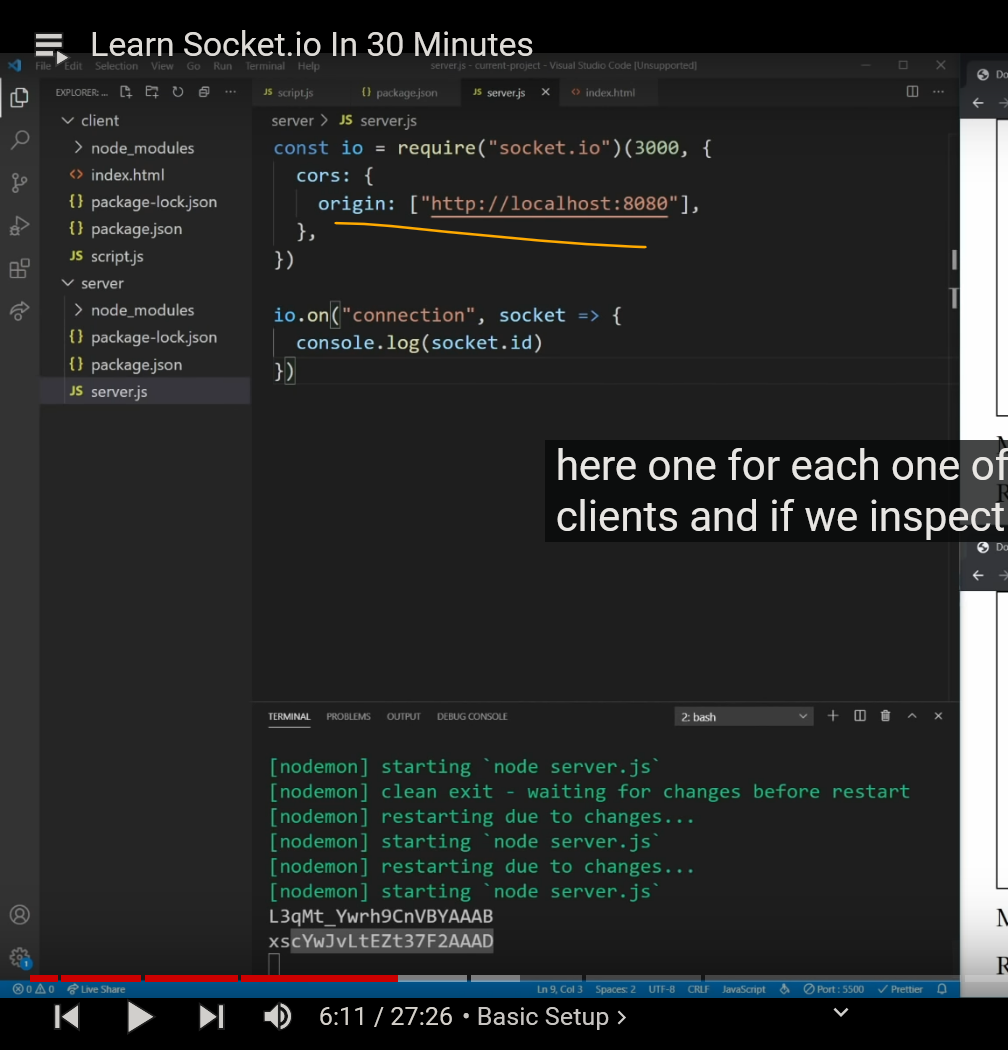 Learn Socket.io In 30 Minutes
File Edit Selection View Go Run Terminal Help
server.js - current-project - Visual Studio Code [Unsupported]
EXPLORER: ...
JS script.js
{} package.json
JS server.js
<> index.html
Do
client
node_modules
<> index.html
{} package-lock.json
{} package.json
JS script.js
server
node_modules
{} package-lock.json
{} package.json
JS server.js
server > JS server.js
const io = require("socket.io")(3000, {
cors: {
origin: ["http://localhost:8080"],
},
})
io.on("connection", socket => {
console.log(socket.id)
})
here one for each one of
clients and if we inspect
Do
TERMINAL PROBLEMS OUTPUT DEBUG CONSOLE
2: bash
[nodemon] starting `node server.js`
[nodemon] clean exit - waiting for changes before restart
[nodemon] restarting due to changes...
[nodemon] starting `node server.js`
[nodemon] restarting due to changes...
[nodemon] starting `node server.js`
L3qMt_Ywrh9CnVBYAAAB
xscYwJvLtEZt37F2AAAD
M
R
1
0 0 Live Share
Ln 9, Col 3 Spaces: 2 UTF-8 CRLF JavaScript Port : 5500 Prettier
6:11 / 27:26 • Basic Setup >